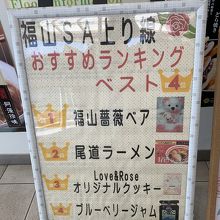 福山SA上り線
おすすめランキング
ベスト4
1 福山薔薇ベア
2 尾道ラーメン
3 Love&Rose
オリジナルクッキー
4 ブルーベリージャム